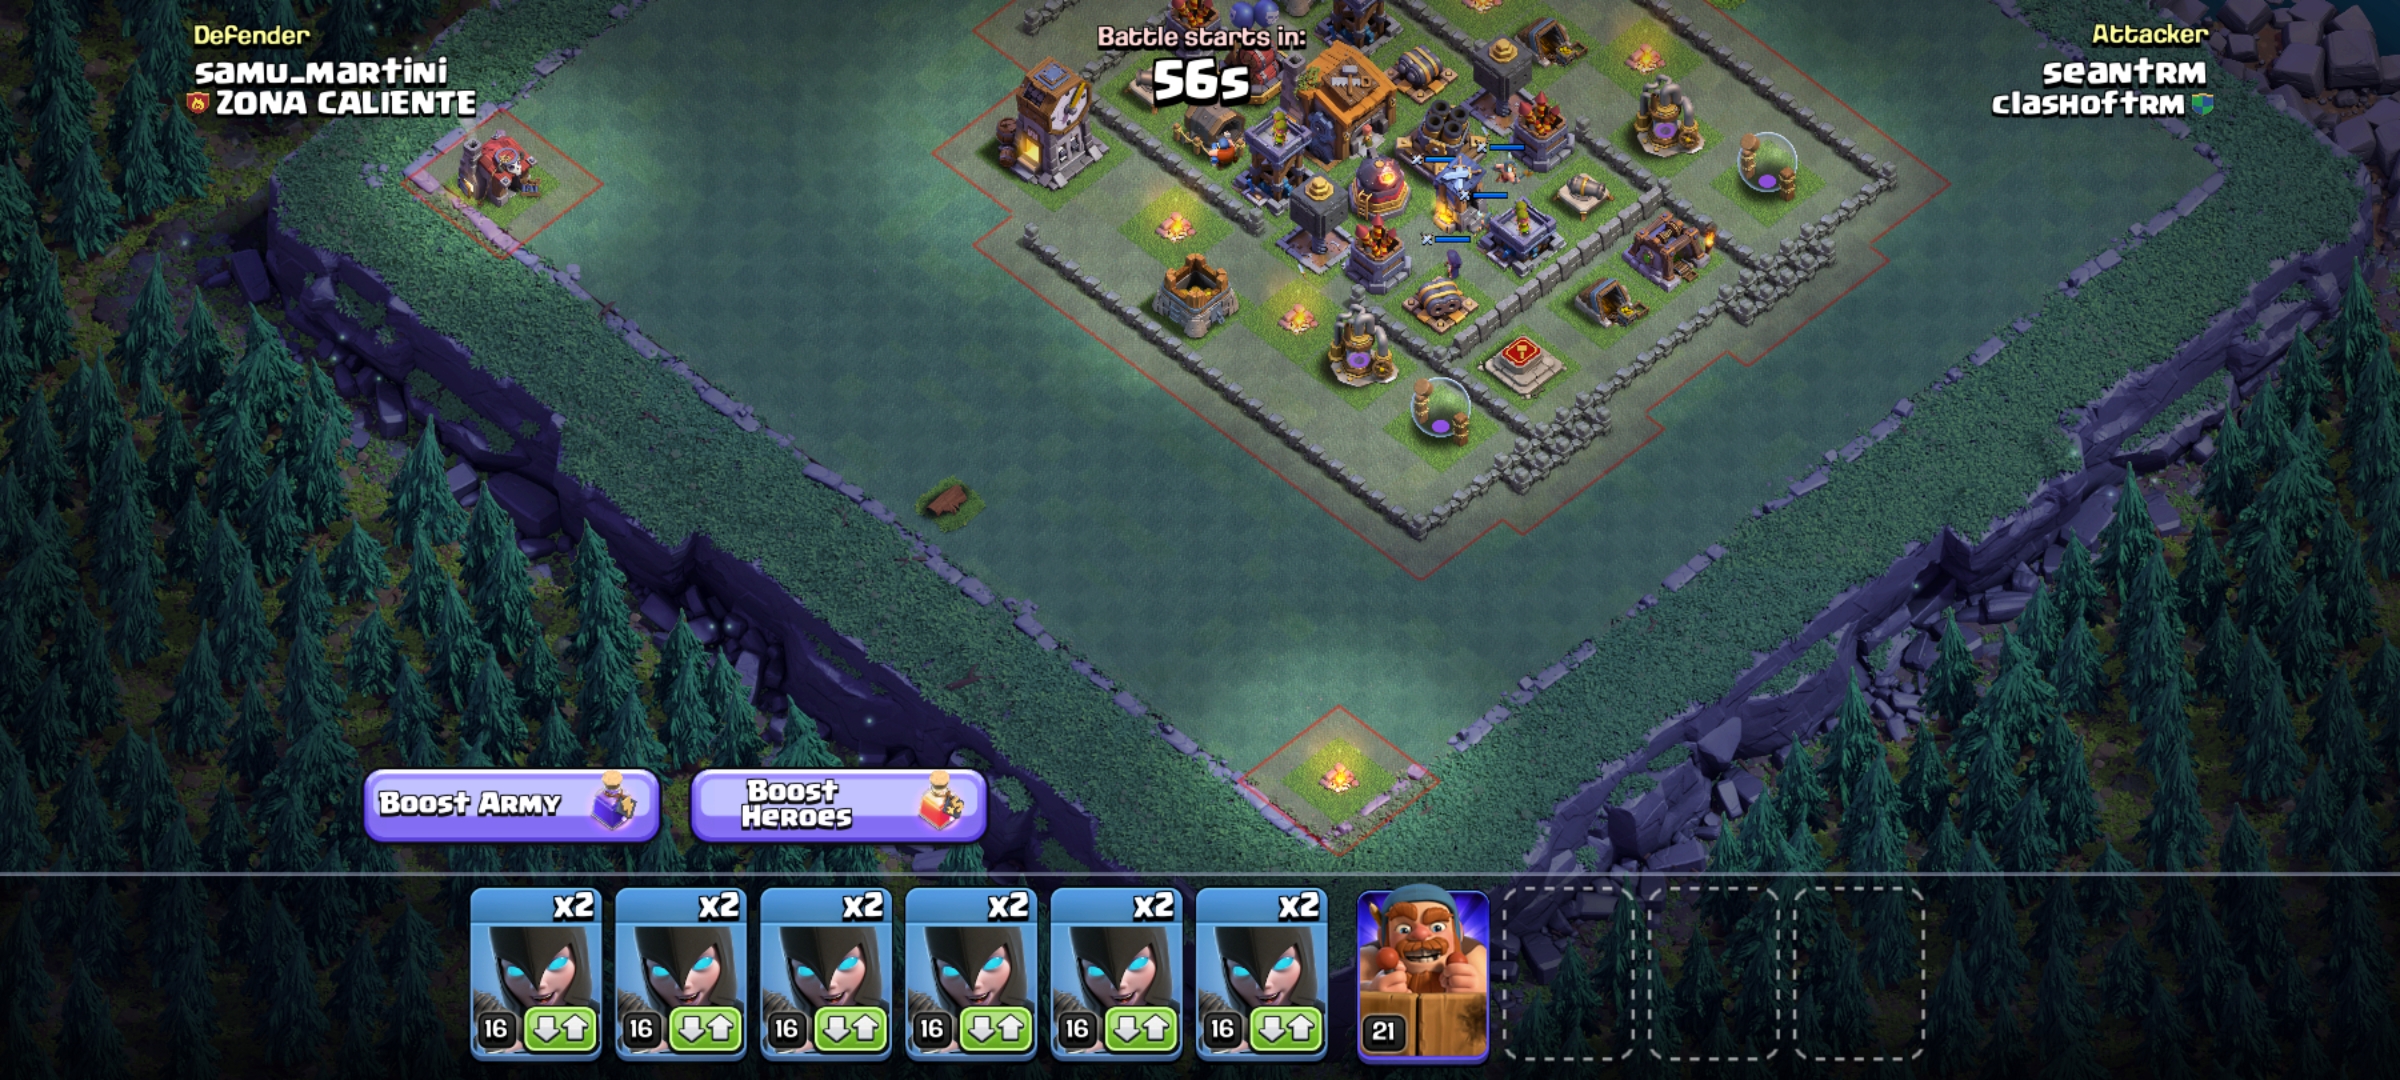 Defender
samu_martini
ZONA CALIENTE
Battle starts in:
56s
Attacker
seantRM
clashoftRM
Boost Army
Boost
Heroes
x2
x2
x2
x2
x2
x2
16
16
16
16
16
16
21